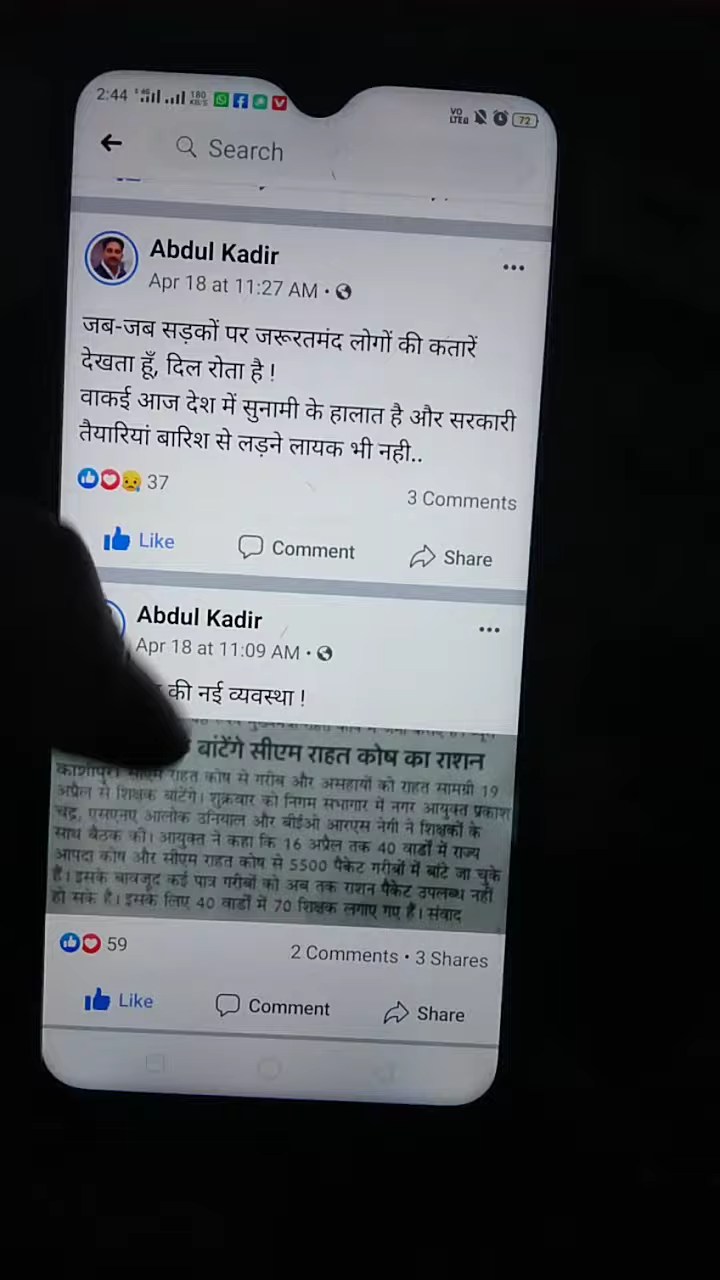 2:44
180
KB/S
VO
LTE
72
Search
Abdul Kadir
Apr 18 at 11:27 AM •
जब-जब सड़कों पर जरूरतमंद लोगों की कतारें
देखता हूँ, दिल रोता है !
वाकई आज देश में सुनामी के हालात है और सरकारी
तैयारियां बारिश से लड़ने लायक भी नही..
37
3 Comments
Like Comment Share
Abdul Kadir
Apr 18 at 11:09 AM •
की नई व्यवस्था !
बांटेंगे सीएम राहत कोष का राशन
काशीपुर। सीएम राहत कोष से गरीब और असहायों को राहत सामग्री 19
अप्रैल से शिक्षक बांटेंगे। शुक्रवार को निगम सभागार में नगर आयुक्त प्रकाश
चंद्र, एसएनए आलोक उनियाल और बीईओ आरएस नेगी ने शिक्षकों के
साथ बैठक की। आयुक्त ने कहा कि 16 अप्रैल तक 40 वार्डों में राज्य
आपदा कोष और सीएम राहत कोष से 5500 पैकेट गरीबों में बांटे जा चुके
हैं। इसके बावजूद कई पात्र गरीबों को अब तक राशन पैकेट उपलब्ध नहीं
हो सके है। इसके लिए 40 वार्डों में 70 शिक्षक लगाए गए हैं। संवाद
59
2 Comments • 3 Shares
Like Comment Share